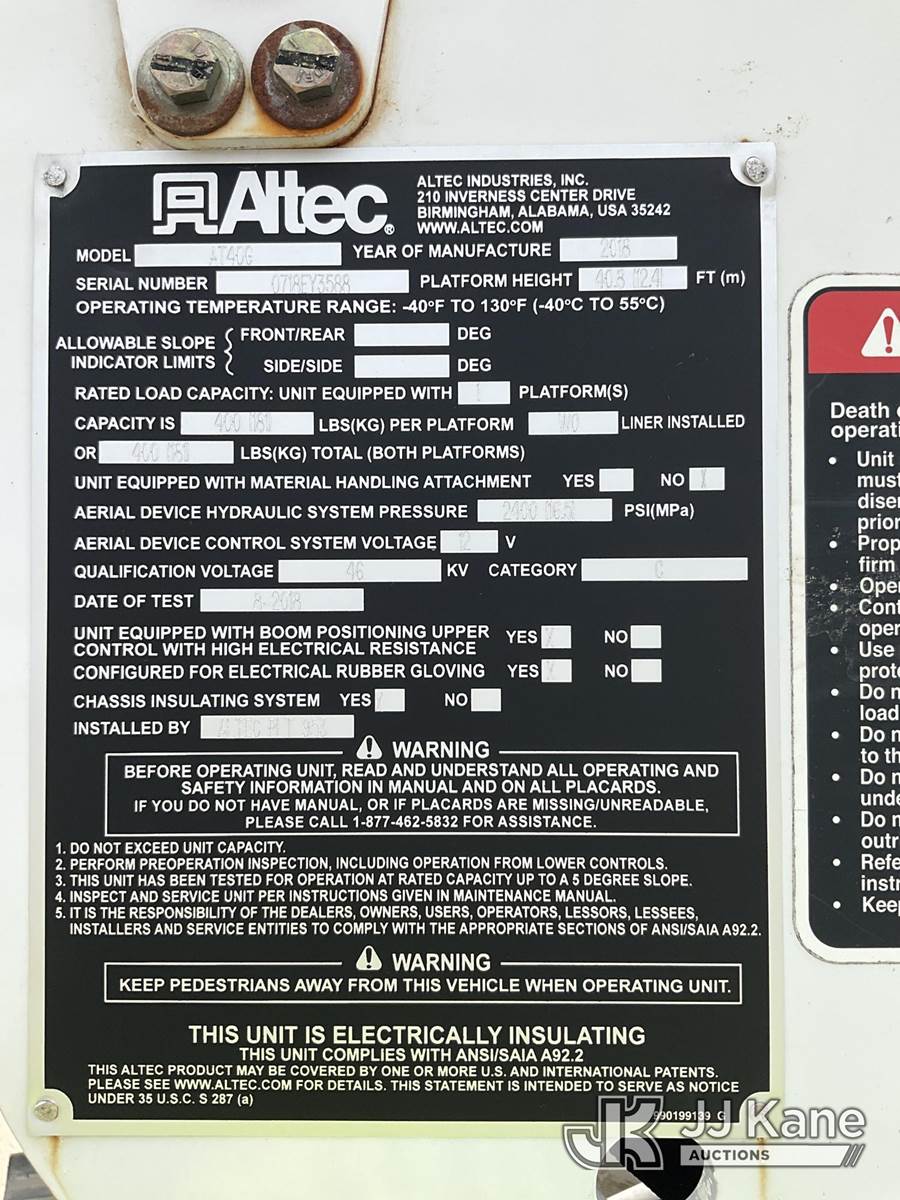 Altec®
ALTEC INDUSTRIES, INC.
210 INVERNESS CENTER DRIVE
BIRMINGHAM, ALABAMA, USA 35242
WWW.ALTEC.COM
MODEL AT40G YEAR OF MANUFACTURE 2018
SERIAL NUMBER 0718EY3588 PLATFORM HEIGHT 40.8 (12.4) FT (m)
OPERATING TEMPERATURE RANGE: -40°F TO 130°F (-40°C TO 55°C)
ALLOWABLE SLOPE INDICATOR LIMITS
FRONT/REAR DEG
SIDE/SIDE DEG
RATED LOAD CAPACITY: UNIT EQUIPPED WITH 1 PLATFORM(S)
CAPACITY IS 400 (181) LBS(KG) PER PLATFORM W/O LINER INSTALLED
OR 400 (181) LBS(KG) TOTAL (BOTH PLATFORMS)
UNIT EQUIPPED WITH MATERIAL HANDLING ATTACHMENT YES NO X
AERIAL DEVICE HYDRAULIC SYSTEM PRESSURE 2400 (16.5) PSI(MPa)
AERIAL DEVICE CONTROL SYSTEM VOLTAGE 12 V
QUALIFICATION VOLTAGE 46 KV CATEGORY C
DATE OF TEST 8-2018
UNIT EQUIPPED WITH BOOM POSITIONING UPPER
CONTROL WITH HIGH ELECTRICAL RESISTANCE YES X NO
CONFIGURED FOR ELECTRICAL RUBBER GLOVING YES X NO
CHASSIS INSULATING SYSTEM YES X NO
INSTALLED BY
WARNING
BEFORE OPERATING UNIT, READ AND UNDERSTAND ALL OPERATING AND
SAFETY INFORMATION IN MANUAL AND ON ALL PLACARDS.
IF YOU DO NOT HAVE MANUAL, OR IF PLACARDS ARE MISSING/UNREADABLE,
PLEASE CALL 1-877-462-5832 FOR ASSISTANCE.
1. DO NOT EXCEED UNIT CAPACITY.
2. PERFORM PREOPERATION INSPECTION, INCLUDING OPERATION FROM LOWER CONTROLS.
3. THIS UNIT HAS BEEN TESTED FOR OPERATION AT RATED CAPACITY UP TO A 5 DEGREE SLOPE.
4. INSPECT AND SERVICE UNIT PER INSTRUCTIONS GIVEN IN MAINTENANCE MANUAL.
5. IT IS THE RESPONSIBILITY OF THE DEALERS, OWNERS, USERS, OPERATORS, LESSORS, LESSEES,
INSTALLERS AND SERVICE ENTITIES TO COMPLY WITH THE APPROPRIATE SECTIONS OF ANSI/SAIA A92.2.
WARNING
KEEP PEDESTRIANS AWAY FROM THIS VEHICLE WHEN OPERATING UNIT.
THIS UNIT IS ELECTRICALLY INSULATING
THIS UNIT COMPLIES WITH ANSI/SAIA A92.2
THIS ALTEC PRODUCT MAY BE COVERED BY ONE OR MORE U.S. AND INTERNATIONAL PATENTS.
PLEASE SEE WWW.ALTEC.COM FOR DETAILS. THIS STATEMENT IS INTENDED TO SERVE AS NOTICE
UNDER 35 U.S.C. S 287 (a)
990199139 G
Death
operati
• Unit
must
diser
prior
• Prop
firm
• Oper
• Cont
oper
• Use
prote
• Do n
load
• Do n
to th
• Do n
unde
• Do n
outr
• Refe
instr
• Keep
JK JJ Kane
AUCTIONS